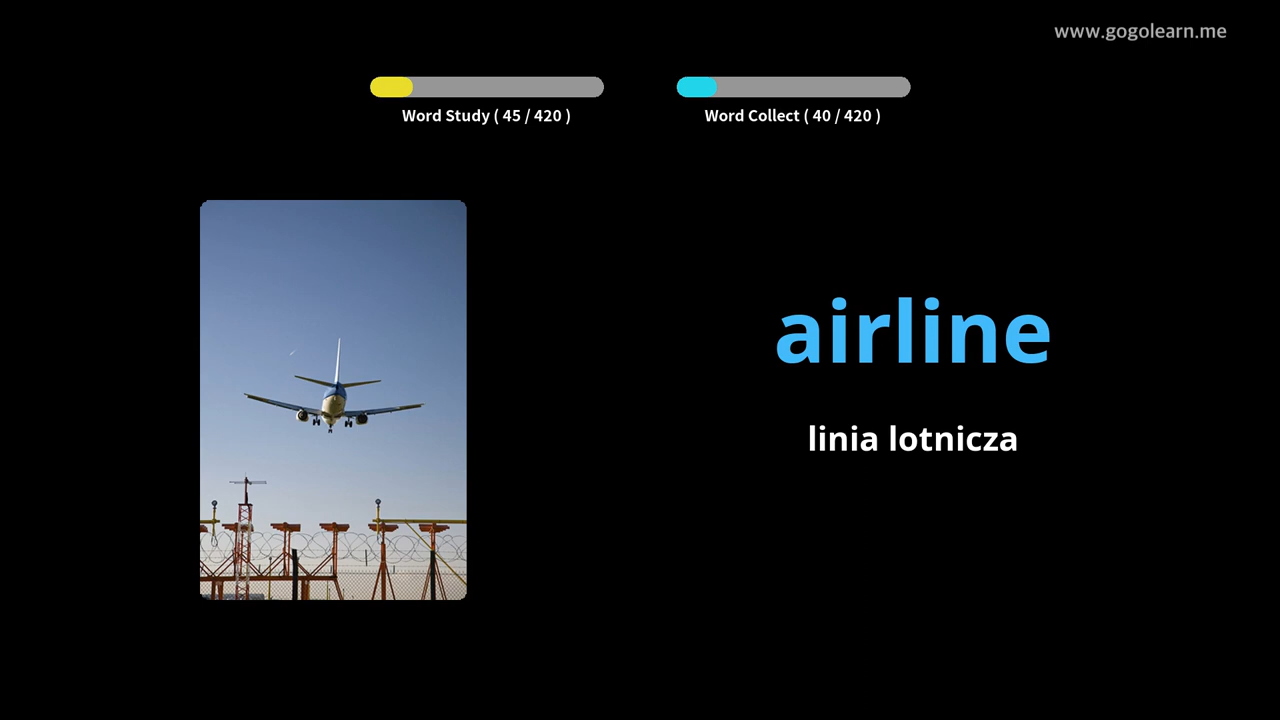 www.gogolearn.me
Word Study ( 45 / 420 )
Word Collect ( 40 / 420 )
airline
linia lotnicza